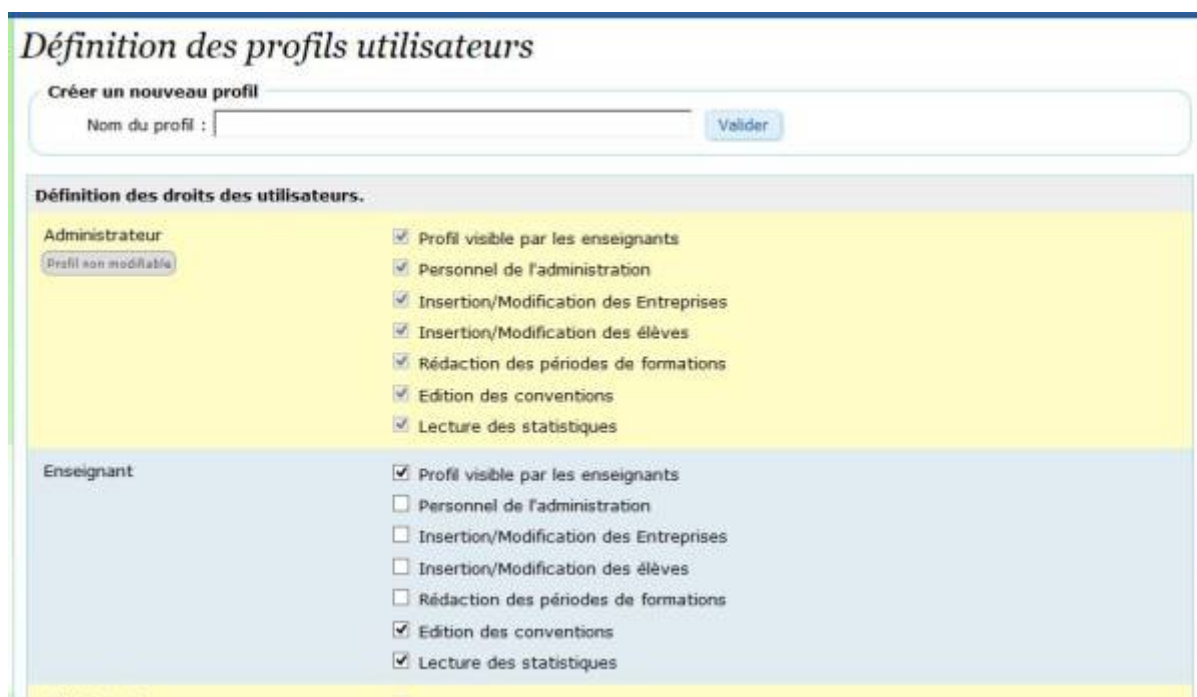 Définition des profils utilisateurs
Créer un nouveau profil
Nom du profil :
Valider
Définition des droits des utilisateurs.
Administrateur
Profil non modifiable
Profil visible par les enseignants
Personnel de l'administration
Insertion/Modification des Entreprises
Insertion/Modification des élèves
Rédaction des périodes de formations
Edition des conventions
Lecture des statistiques
Enseignant
Profil visible par les enseignants
Personnel de l'administration
Insertion/Modification des Entreprises
Insertion/Modification des élèves
Rédaction des périodes de formations
Edition des conventions
Lecture des statistiques